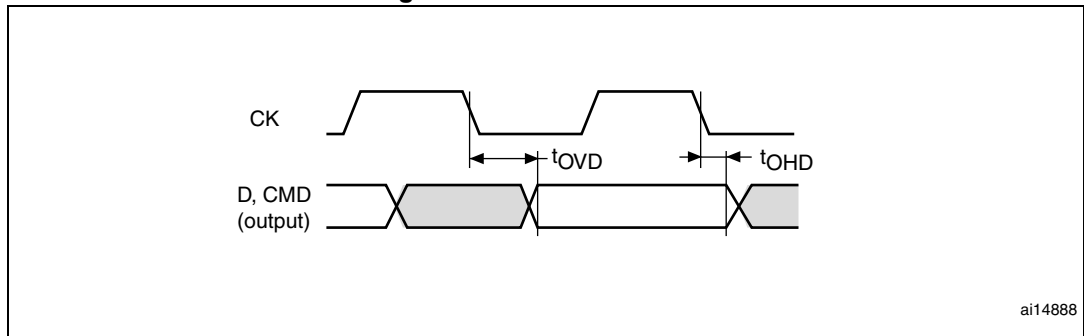 CK
tOVD
tOHD
D, CMD
(output)
ai14888